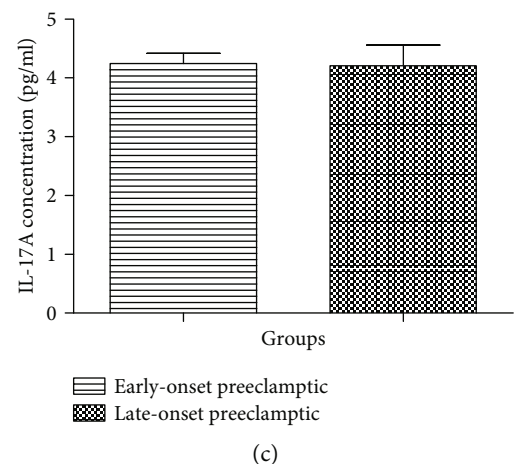 5
4
3
2
1
0
IL-17A concentration (pg/ml)
Groups
Early-onset preeclamptic
Late-onset preeclamptic
(c)